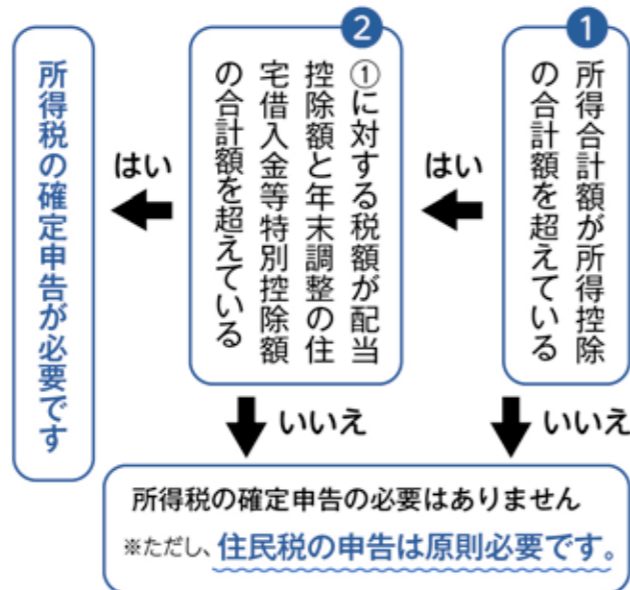 1
所得合計額が所得控除
の合計額を超えている
はい
いいえ
2
①に対する税額が配当
控除額と年末調整の住
宅借入金等特別控除額
の合計額を超えている
はい
いいえ
所得税の確定申告が必要です
所得税の確定申告の必要はありません
※ただし、住民税の申告は原則必要です。